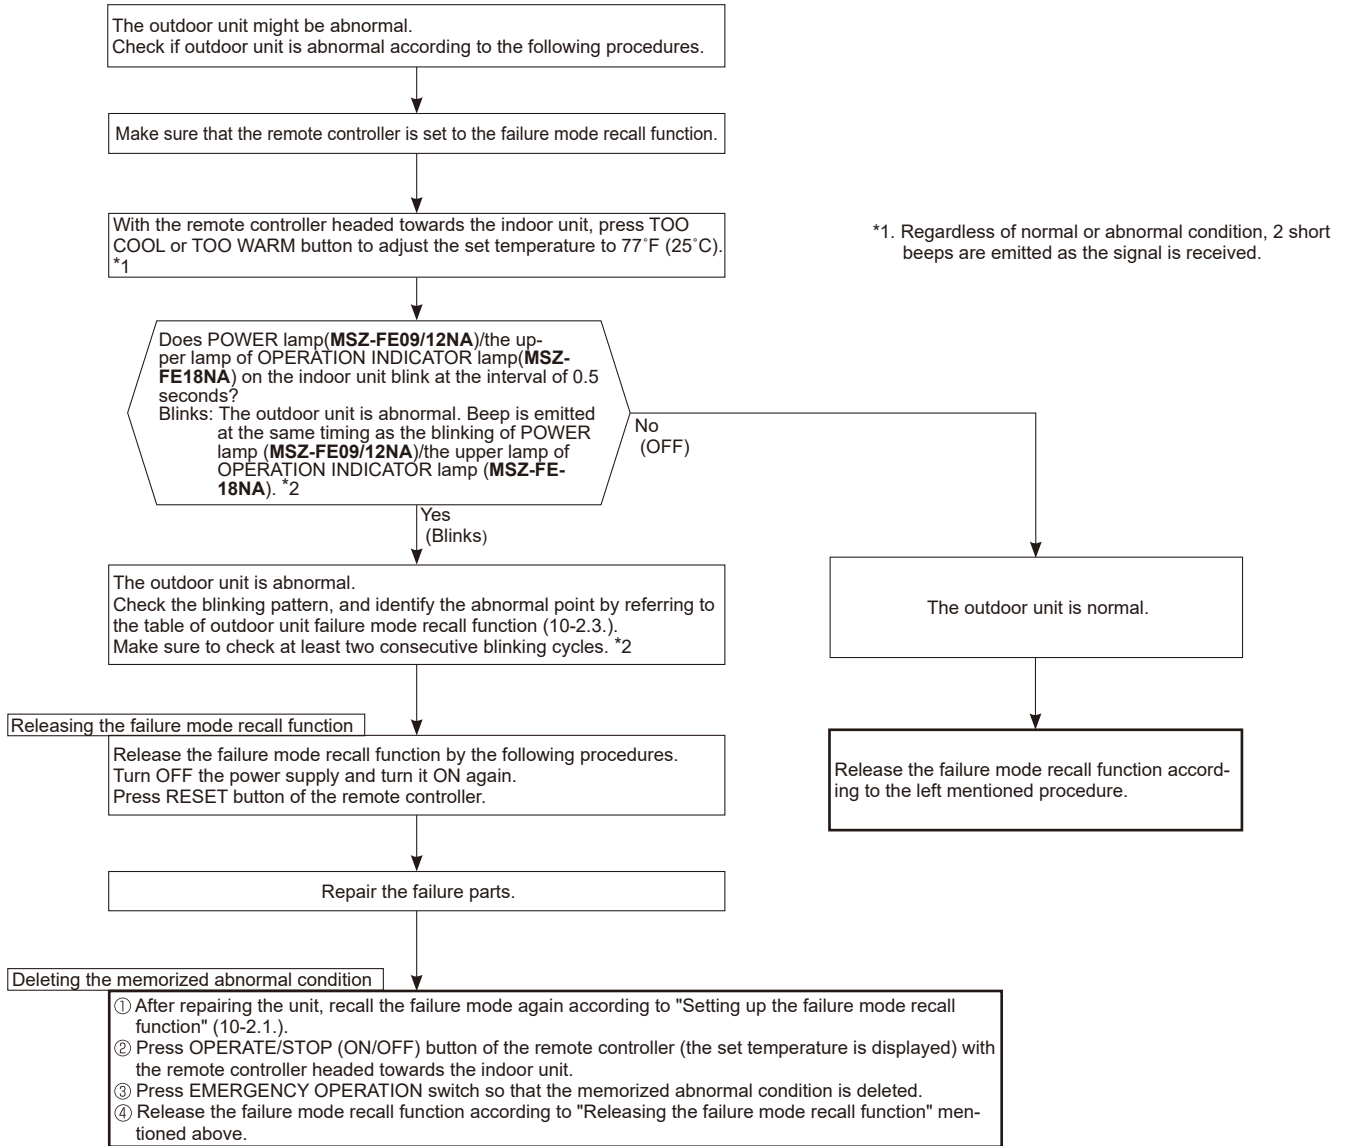 The outdoor unit might be abnormal.
Check if outdoor unit is abnormal according to the following procedures.
Make sure that the remote controller is set to the failure mode recall function.
With the remote controller headed towards the indoor unit, press TOO
COOL or TOO WARM button to adjust the set temperature to 77˚F (25˚C).
*1
*1. Regardless of normal or abnormal condition, 2 short
beeps are emitted as the signal is received.
Does POWER lamp(MSZ-FE09/12NA)/the up-
per lamp of OPERATION INDICATOR lamp(MSZ-
FE18NA) on the indoor unit blink at the interval of 0.5
seconds?
Blinks: The outdoor unit is abnormal. Beep is emitted
at the same timing as the blinking of POWER
lamp (MSZ-FE09/12NA)/the upper lamp of
OPERATION INDICATOR lamp (MSZ-FE-
18NA). *2
No
(OFF)
Yes
(Blinks)
The outdoor unit is abnormal.
Check the blinking pattern, and identify the abnormal point by referring to
the table of outdoor unit failure mode recall function (10-2.3.).
Make sure to check at least two consecutive blinking cycles. *2
The outdoor unit is normal.
Releasing the failure mode recall function
Release the failure mode recall function by the following procedures.
Turn OFF the power supply and turn it ON again.
Press RESET button of the remote controller.
Release the failure mode recall function accord-
ing to the left mentioned procedure.
Repair the failure parts.
Deleting the memorized abnormal condition
① After repairing the unit, recall the failure mode again according to "Setting up the failure mode recall
function" (10-2.1.).
② Press OPERATE/STOP (ON/OFF) button of the remote controller (the set temperature is displayed) with
the remote controller headed towards the indoor unit.
③ Press EMERGENCY OPERATION switch so that the memorized abnormal condition is deleted.
④ Release the failure mode recall function according to "Releasing the failure mode recall function" men-
tioned above.